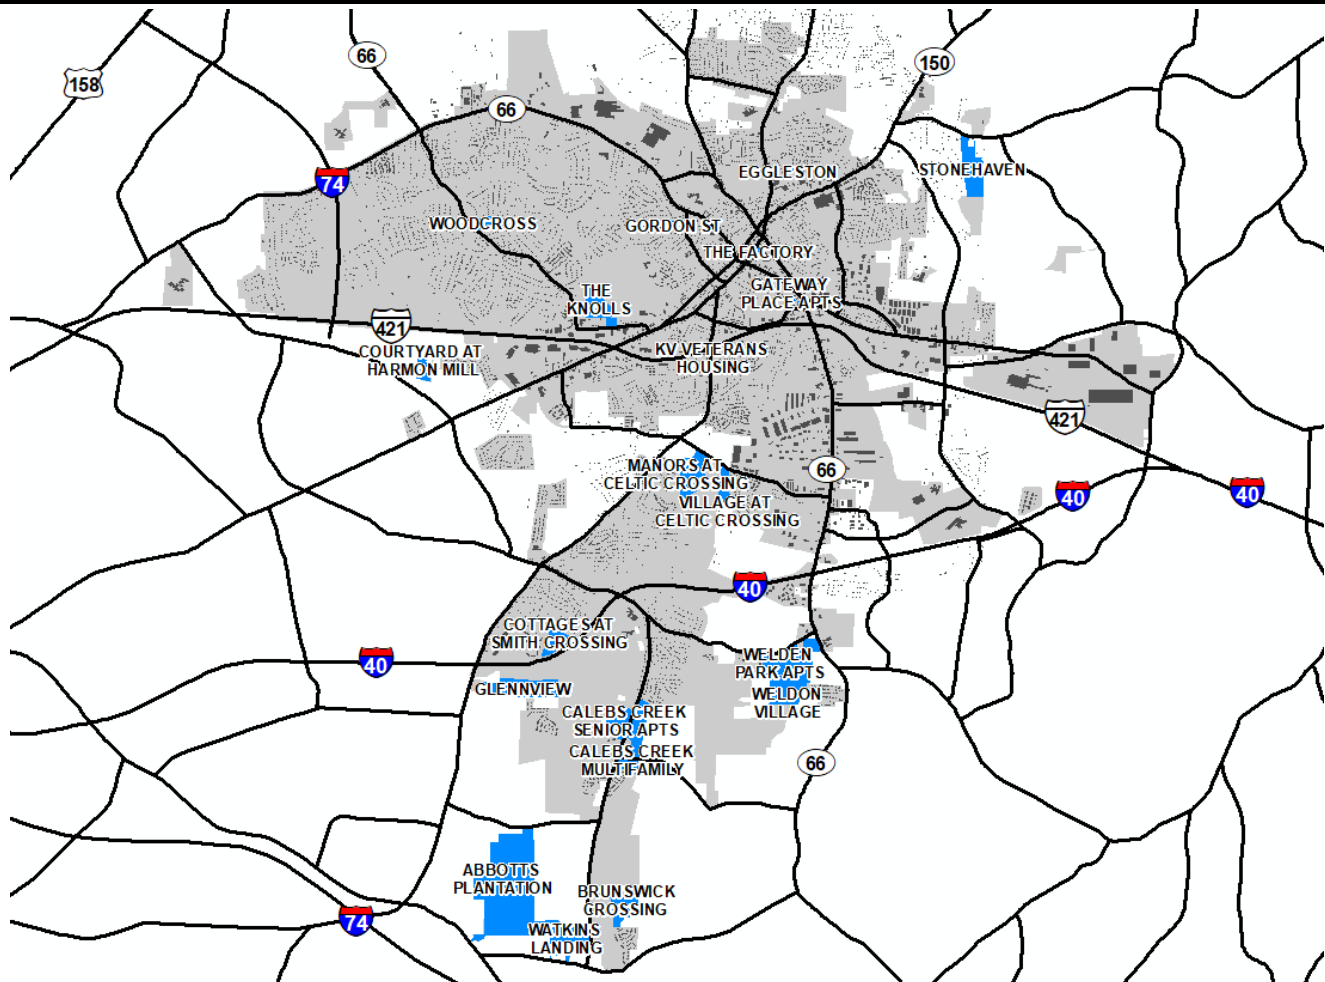 66
158
150
66
74
EGGLESTON
STONEHAVEN
WOODCROSS
GORDON ST
THE FACTORY
GATEWAY
PLACE APTS
THE
KNOLLS
421
COURTYARD AT
HARMON MILL
KV VETERANS
HOUSING
421
66
MANORS AT
CELTIC CROSSING
VILLAGE AT
CELTIC CROSSING
40
40
40
COTTAGES AT
SMITH CROSSING
40
GLENNVIEW
WELDEN
PARK APTS
WELDON
VILLAGE
CALEBS CREEK
SENIOR APTS
CALEBS CREEK
MULTIFAMILY
66
ABBOTTS
PLANTATION
BRUNSWICK
CROSSING
WATKINS
LANDING
74